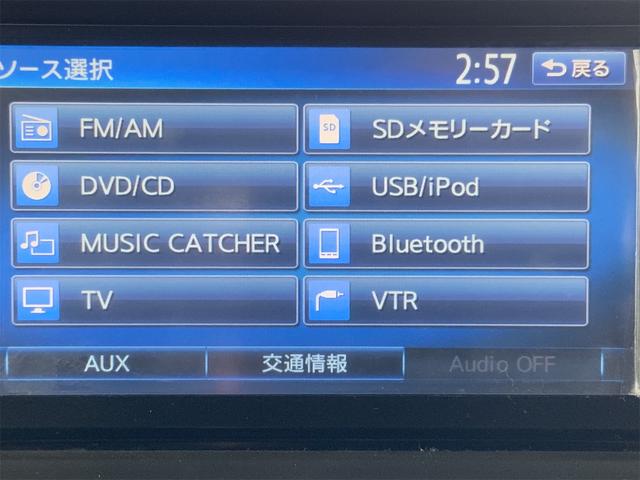 ソース選択
2:57
戻る
FM/AM
SDメモリーカード
SD
DVD/CD
USB/iPod
MUSIC CATCHER
Bluetooth
TV
VTR
AUX
交通情報
Audio OFF